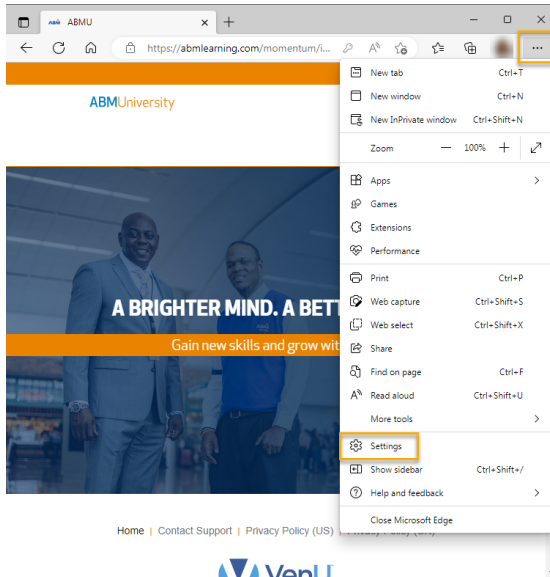 ABM ABMU
https://abmlearning.com/momentum/i...
New tab Ctrl+T
ABMUniversity
New window Ctrl+N
New InPrivate window Ctrl+Shift+N
Zoom 100%
Apps
Games
Extensions
Performance
Print Ctrl+P
A BRIGHTER MIND. A BETT
Web capture Ctrl+Shift+S
Web select Ctrl+Shift+X
Gain new skills and grow wit
Share
Find on page Ctrl+F
Read aloud Ctrl+Shift+U
More tools
Settings
Show sidebar Ctrl+Shift+/
Help and feedback
Close Microsoft Edge
Home | Contact Support | Privacy Policy (US) |
VenU